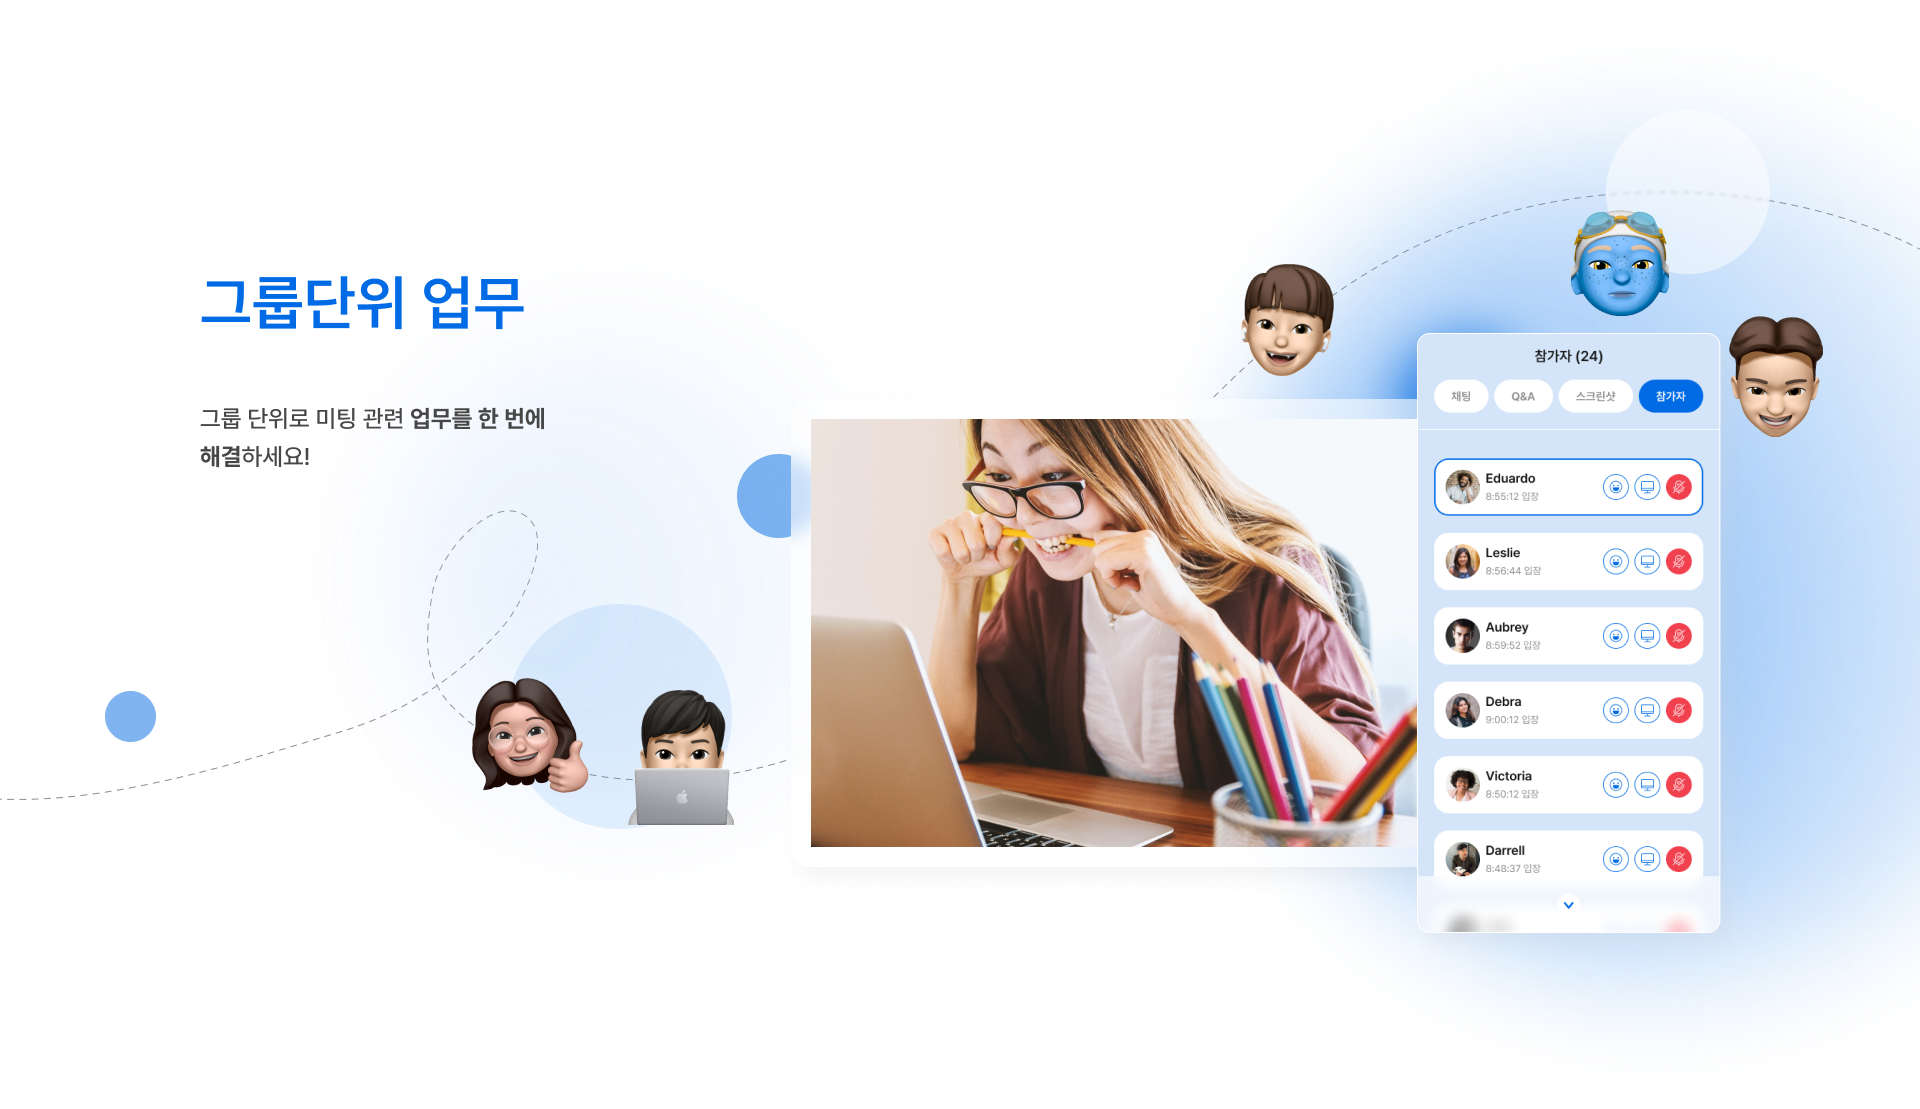 그룹단위 업무
그룹 단위로 미팅 관련 업무를 한 번에
해결하세요!
참가자 (24)
채팅
Q&A
스크린샷
참가자
Eduardo
8:55:12 입장
Leslie
8:56:44 입장
Aubrey
8:59:52 입장
Debra
9:00:12 입장
Victoria
8:50:12 입장
Darrell
8:48:37 입장